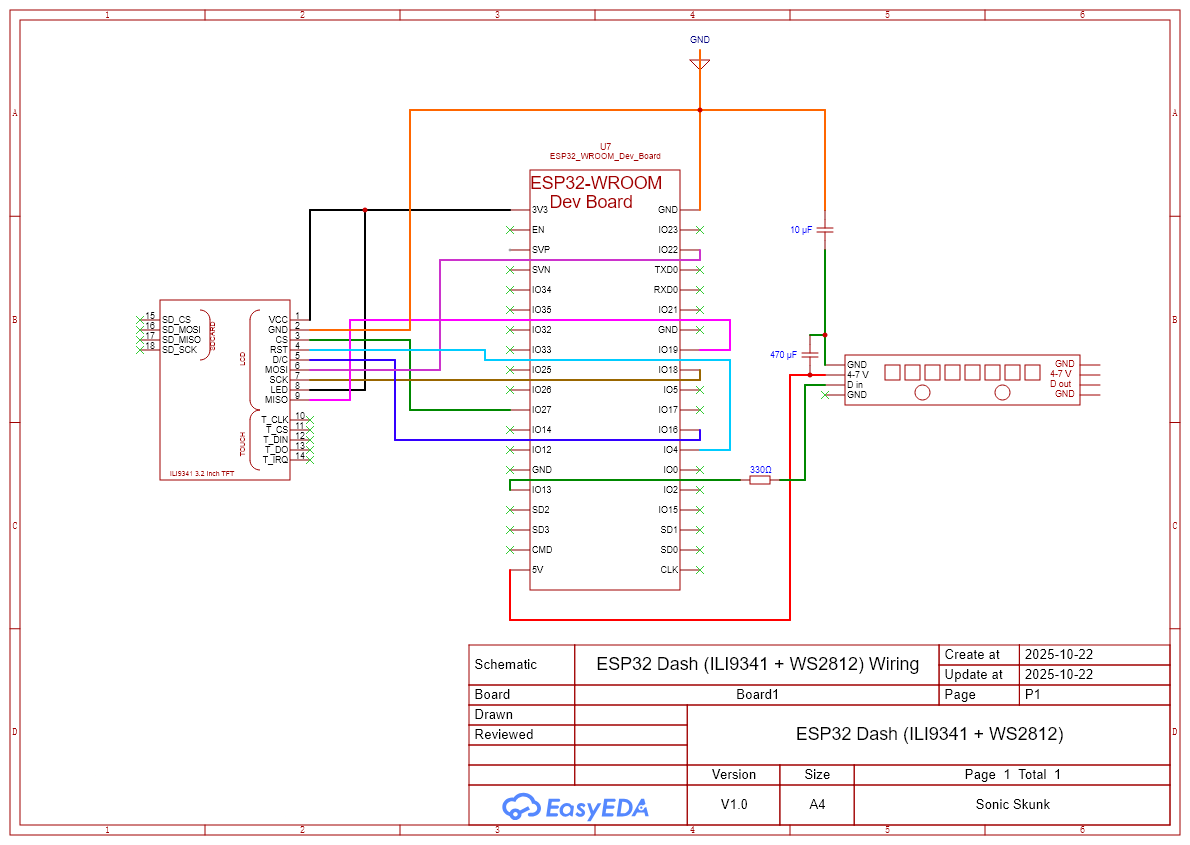 1 2 3 4 5 6
A A
B B
C C
D D
GND
U7
ESP32_WROOM_Dev_Board
ESP32-WROOM
Dev Board
3V3 GND
EN IO23
SVP IO22
SVN TXD0
IO34 RXD0
IO35 IO21
IO32 GND
IO33 IO19
IO25 IO18
IO26 IO5
IO27 IO17
IO14 IO16
IO12 IO4
GND IO0
IO13 IO2
SD2 IO15
SD3 SD1
CMD SD0
5V CLK
10 µF
470 µF
330Ω
15 SD_CS
16 SD_MOSI
17 SD_MISO
18 SD_SCK
SDCARD
LCD
VCC 1
GND 2
CS 3
RST 4
D/C 5
MOSI 6
SCK 7
LED 8
MISO 9
TOUCH
T_CLK 10
T_CS 11
T_DIN 12
T_DO 13
T_IRQ 14
ILI9341 3.2 Inch TFT
GND GND
4-7 V 4-7 V
D in D out
GND GND
Schematic ESP32 Dash (ILI9341 + WS2812) Wiring
Create at 2025-10-22
Update at 2025-10-22
Board Board1 Page P1
Drawn
Reviewed
ESP32 Dash (ILI9341 + WS2812)
Version Size Page 1 Total 1
EasyEDA V1.0 A4 Sonic Skunk
1 2 3 4 5 6